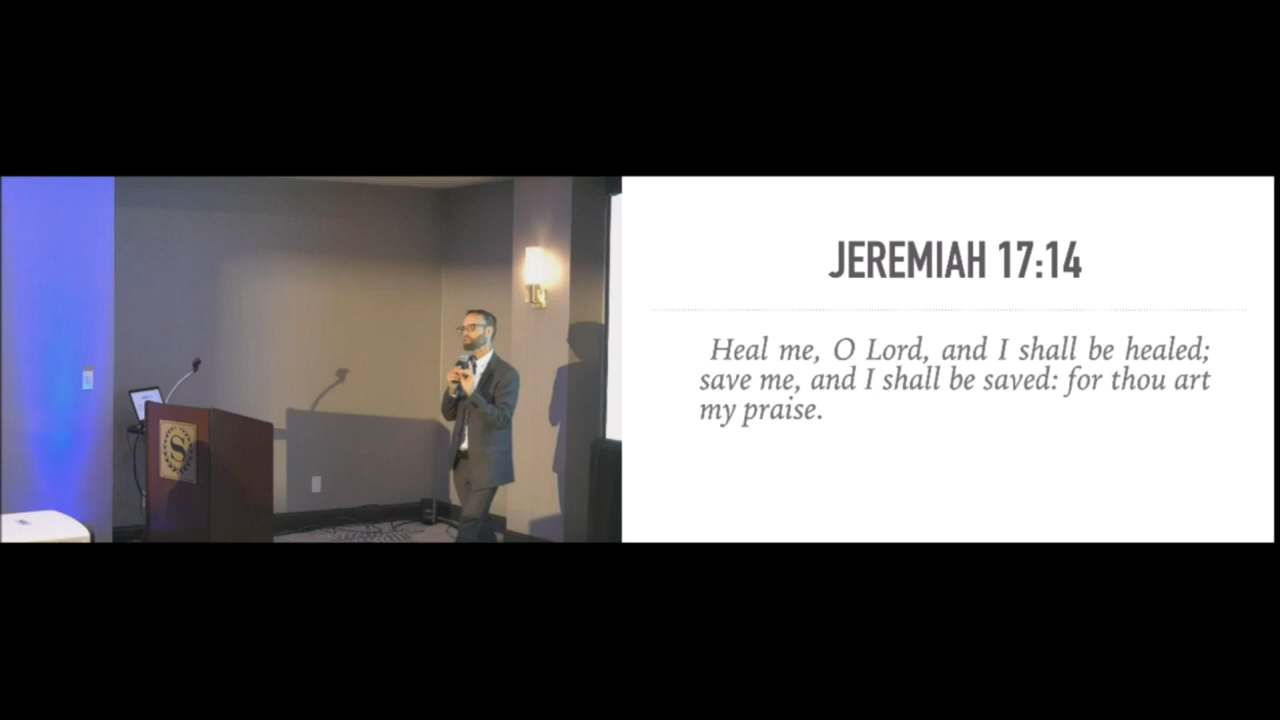 S
JEREMIAH 17:14
Heal me, O Lord, and I shall be healed;
save me, and I shall be saved: for thou art
my praise.